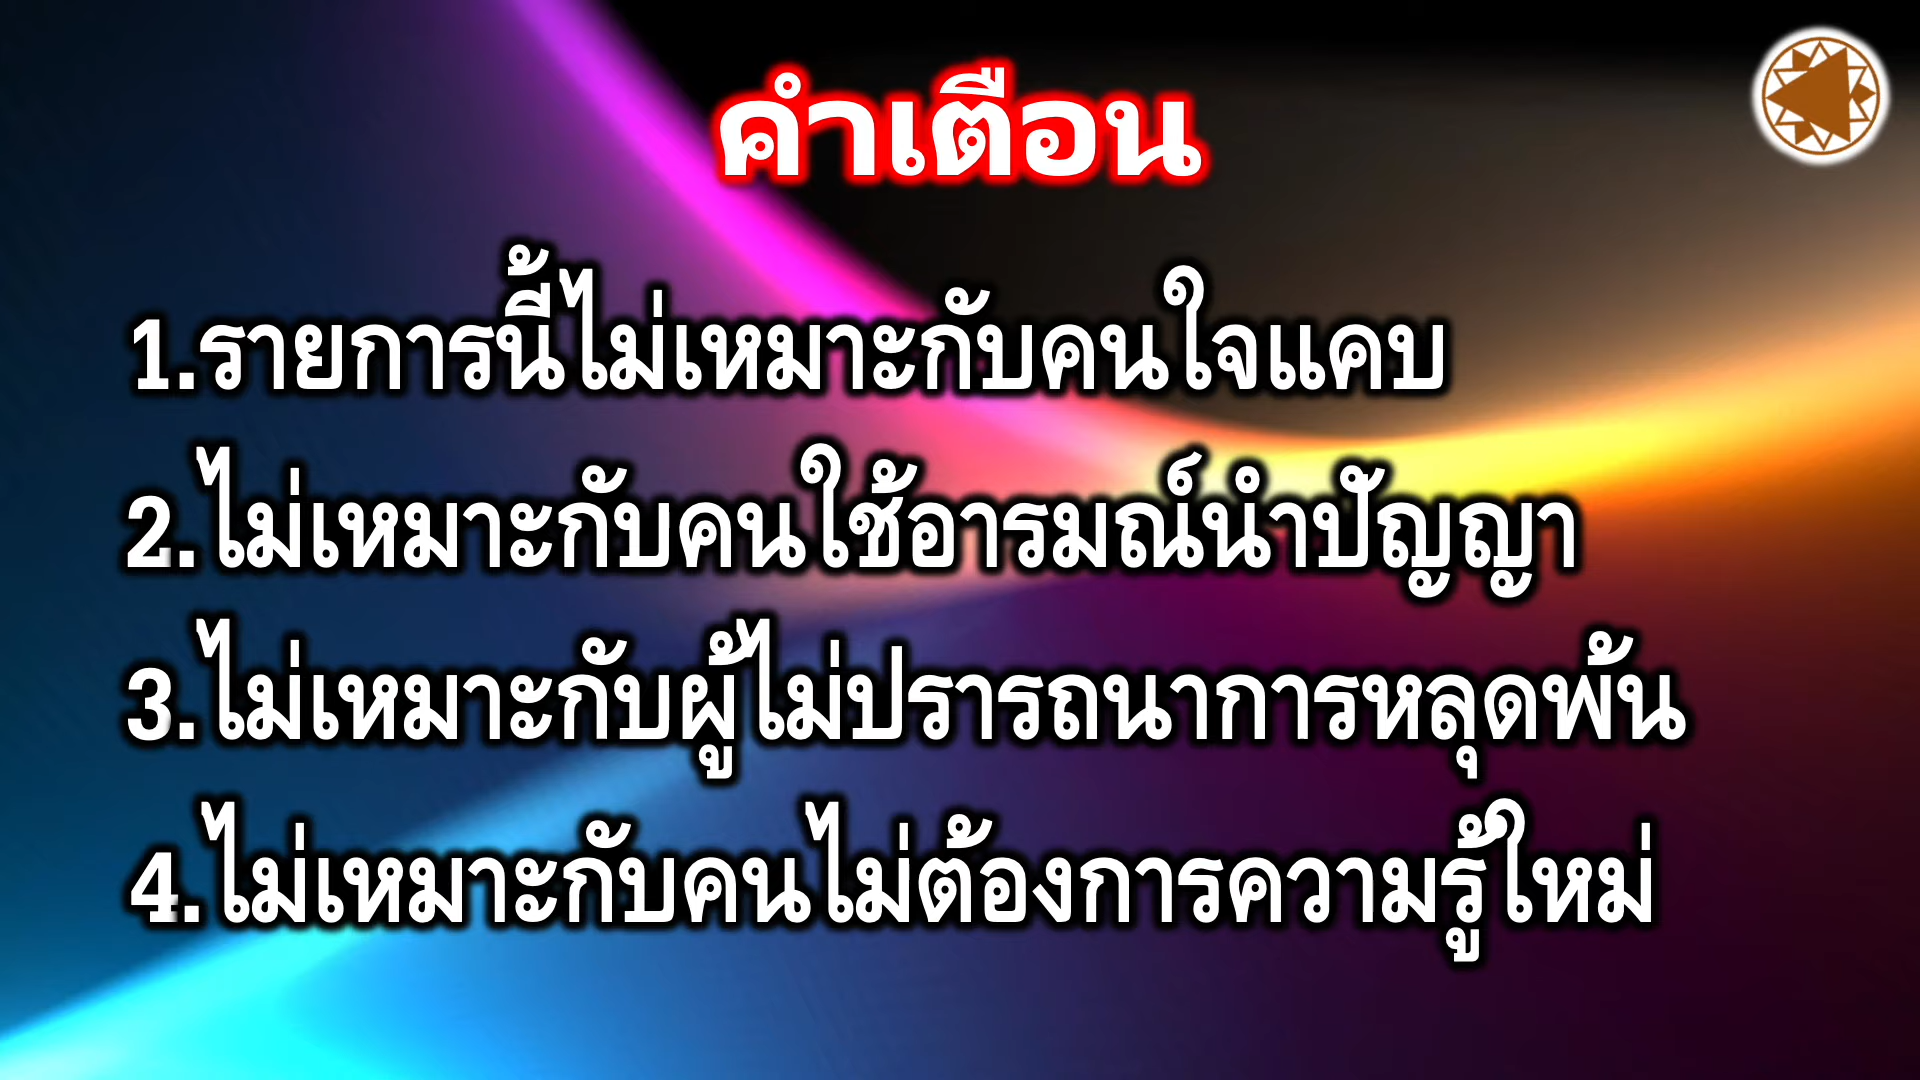 คำเตือน
1.รายการนี้ไม่เหมาะกับคนใจแคบ
2.ไม่เหมาะกับคนใช้อารมณ์นำปัญญา
3.ไม่เหมาะกับผู้ไม่ปรารถนาการหลุดพ้น
4.ไม่เหมาะกับคนไม่ต้องการความรู้ใหม่